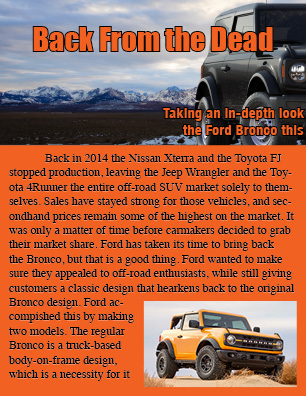 Back From the Dead
Taking an in-depth look
the Ford Bronco this
Back in 2014 the Nissan Xterra and the Toyota FJ
stopped production, leaving the Jeep Wrangler and the Toy-
ota 4Runner the entire off-road SUV market solely to them-
selves. Sales have stayed strong for those vehicles, and sec-
ondhand prices remain some of the highest on the market. It
was only a matter of time before carmakers decided to grab
their market share. Ford has taken its time to bring back
the Bronco, but that is a good thing. Ford wanted to make
sure they appealed to off-road enthusiasts, while still giving
customers a classic design that hearkens back to the original
Bronco design. Ford ac-
compished this by making
two models. The regular
Bronco is a truck-based
body-on-frame design,
which is a necessity for it